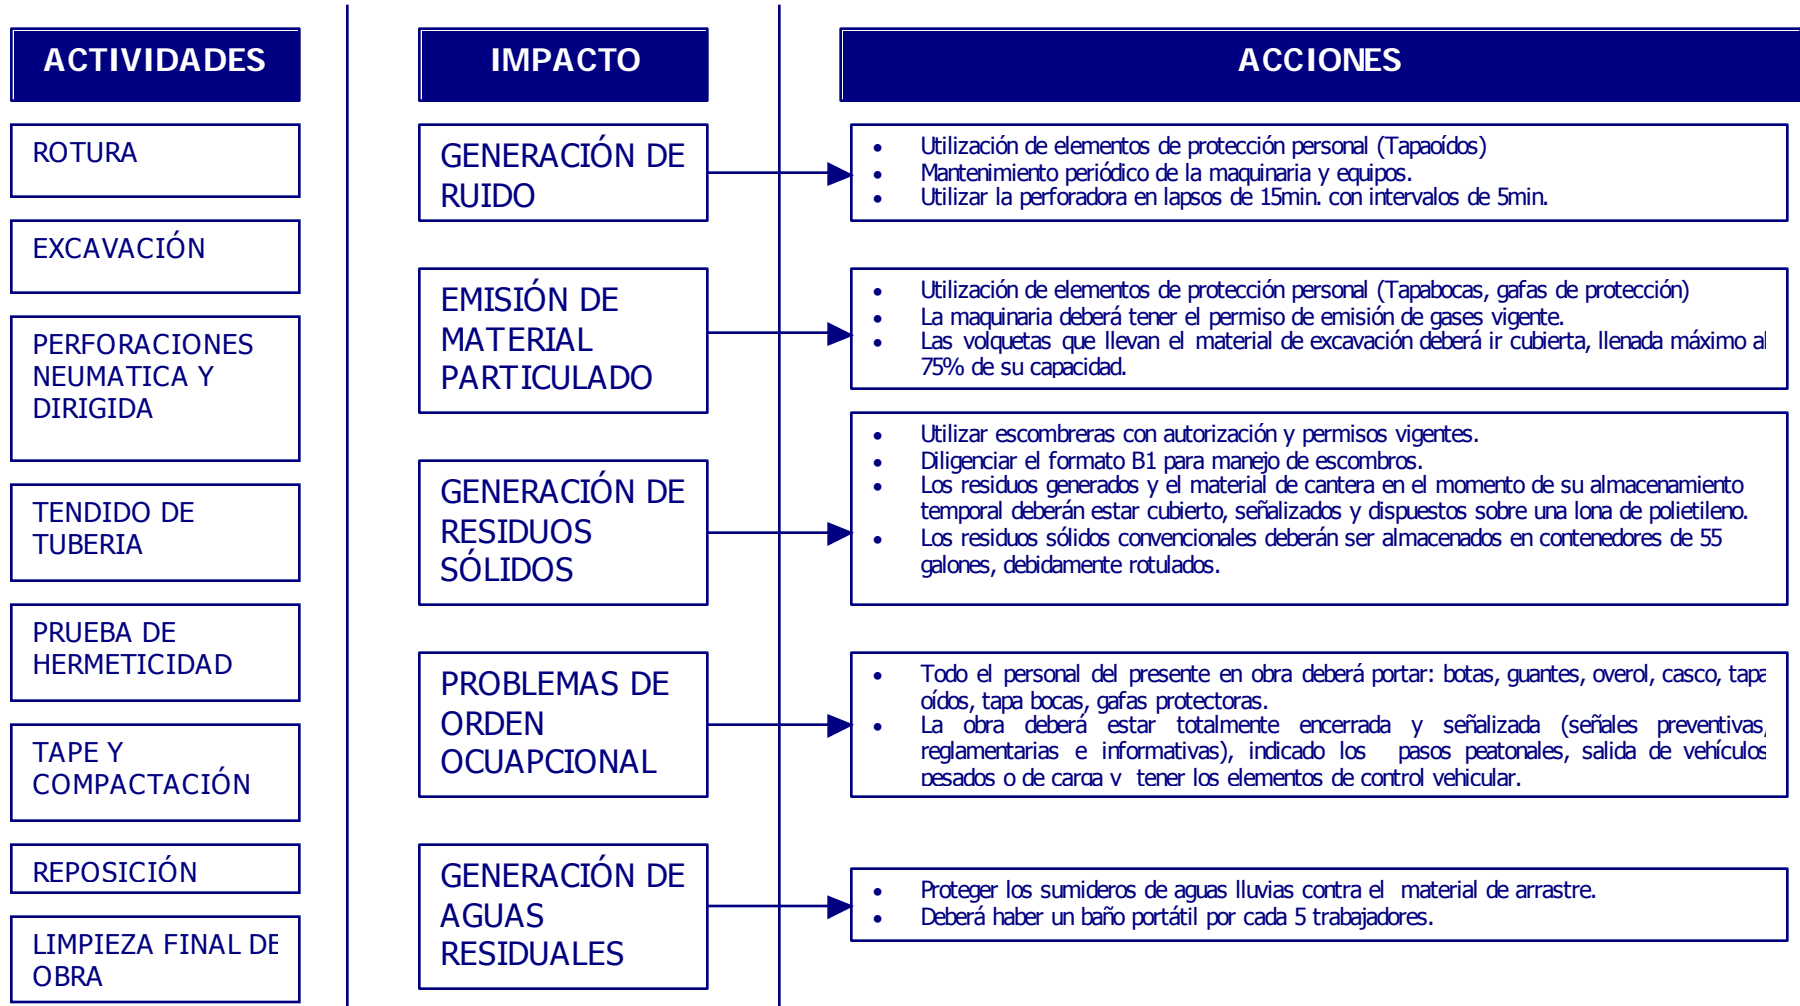 ACTIVIDADES
ROTURA
EXCAVACIÓN
PERFORACIONES
NEUMATICA Y
DIRIGIDA
TENDIDO DE
TUBERIA
PRUEBA DE
HERMETICIDAD
TAPE Y
COMPACTACIÓN
REPOSICIÓN
LIMPIEZA FINAL DE
OBRA
IMPACTO
GENERACIÓN DE
RUIDO
EMISIÓN DE
MATERIAL
PARTICULADO
GENERACIÓN DE
RESIDUOS
SÓLIDOS
PROBLEMAS DE
ORDEN
OCUAPCIONAL
GENERACIÓN DE
AGUAS
RESIDUALES
ACCIONES
• Utilización de elementos de protección personal (Tapaoídos)
• Mantenimiento periódico de la maquinaria y equipos.
• Utilizar la perforadora en lapsos de 15min. con intervalos de 5min.
• Utilización de elementos de protección personal (Tapabocas, gafas de protección)
• La maquinaria deberá tener el permiso de emisión de gases vigente.
• Las volquetas que llevan el material de excavación deberá ir cubierta, llenada máximo al
75% de su capacidad.
• Utilizar escombreras con autorización y permisos vigentes.
• Diligenciar el formato B1 para manejo de escombros.
• Los residuos generados y el material de cantera en el momento de su almacenamiento
temporal deberán estar cubierto, señalizados y dispuestos sobre una lona de polietileno.
• Los residuos sólidos convencionales deberán ser almacenados en contenedores de 55
galones, debidamente rotulados.
• Todo el personal del presente en obra deberá portar: botas, guantes, overol, casco, tapa
oídos, tapa bocas, gafas protectoras.
• La obra deberá estar totalmente encerrada y señalizada (señales preventivas,
reglamentarias e informativas), indicado los pasos peatonales, salida de vehículos
pesados o de carga y tener los elementos de control vehicular.
• Proteger los sumideros de aguas lluvias contra el material de arrastre.
• Deberá haber un baño portátil por cada 5 trabajadores.